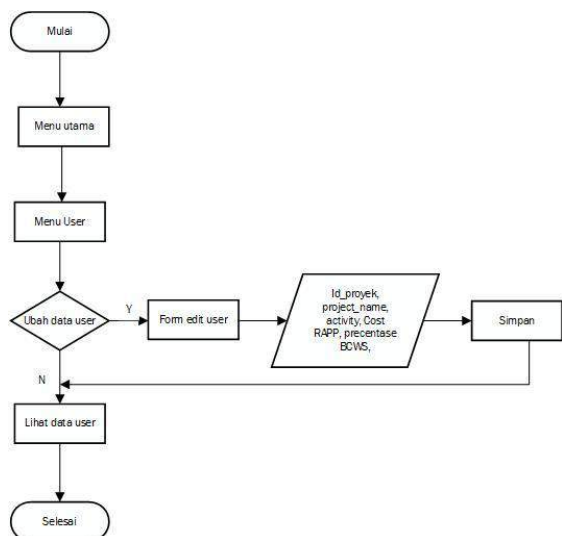 Mulai
Menu utama
Menu User
Ubah data user
Y
Form edit user
Id_proyek,
project_name,
activity, Cost
RAPP, precentase
BCWS,
Simpan
N
Lihat data user
Selesai